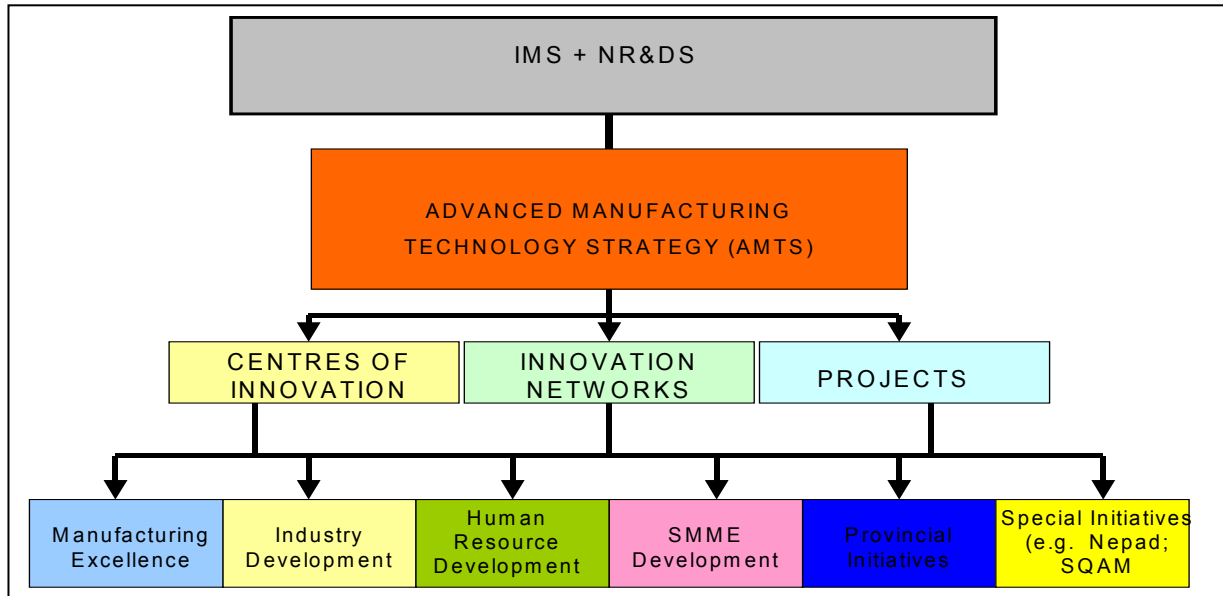 IMS + NR&DS
ADVANCED MANUFACTURING
TECHNOLOGY STRATEGY (AMTS)
CENTRES OF
INNOVATION
INNOVATION
NETWORKS
PROJECTS
Manufacturing
Excellence
Industry
Development
Human
Resource
Development
SMME
Development
Provincial
Initiatives
Special Initiatives
(e.g. Nepad;
SQAM